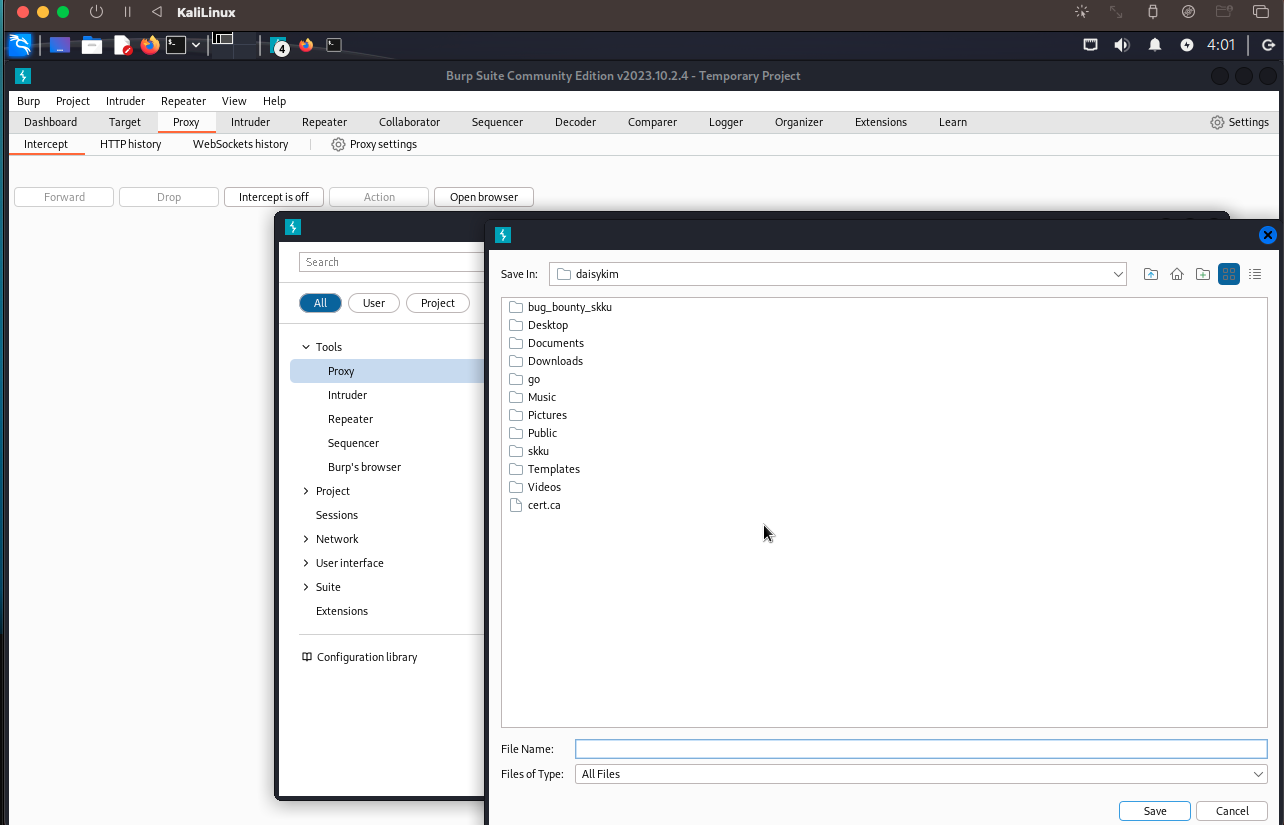 KaliLinux
4
4:01
Burp Suite Community Edition v2023.10.2.4 - Temporary Project
Burp Project Intruder Repeater View Help
Dashboard Target Proxy Intruder Repeater Collaborator Sequencer Decoder Comparer Logger Organizer Extensions Learn Settings
Intercept HTTP history WebSockets history Proxy settings
Forward Drop Intercept is off Action Open browser
Search
All User Project
Tools
Proxy
Intruder
Repeater
Sequencer
Burp's browser
Project
Sessions
Network
User interface
Suite
Extensions
Configuration library
Save In: daisykim
bug_bounty_skku
Desktop
Documents
Downloads
go
Music
Pictures
Public
skku
Templates
Videos
cert.ca
File Name:
Files of Type: All Files
Save Cancel